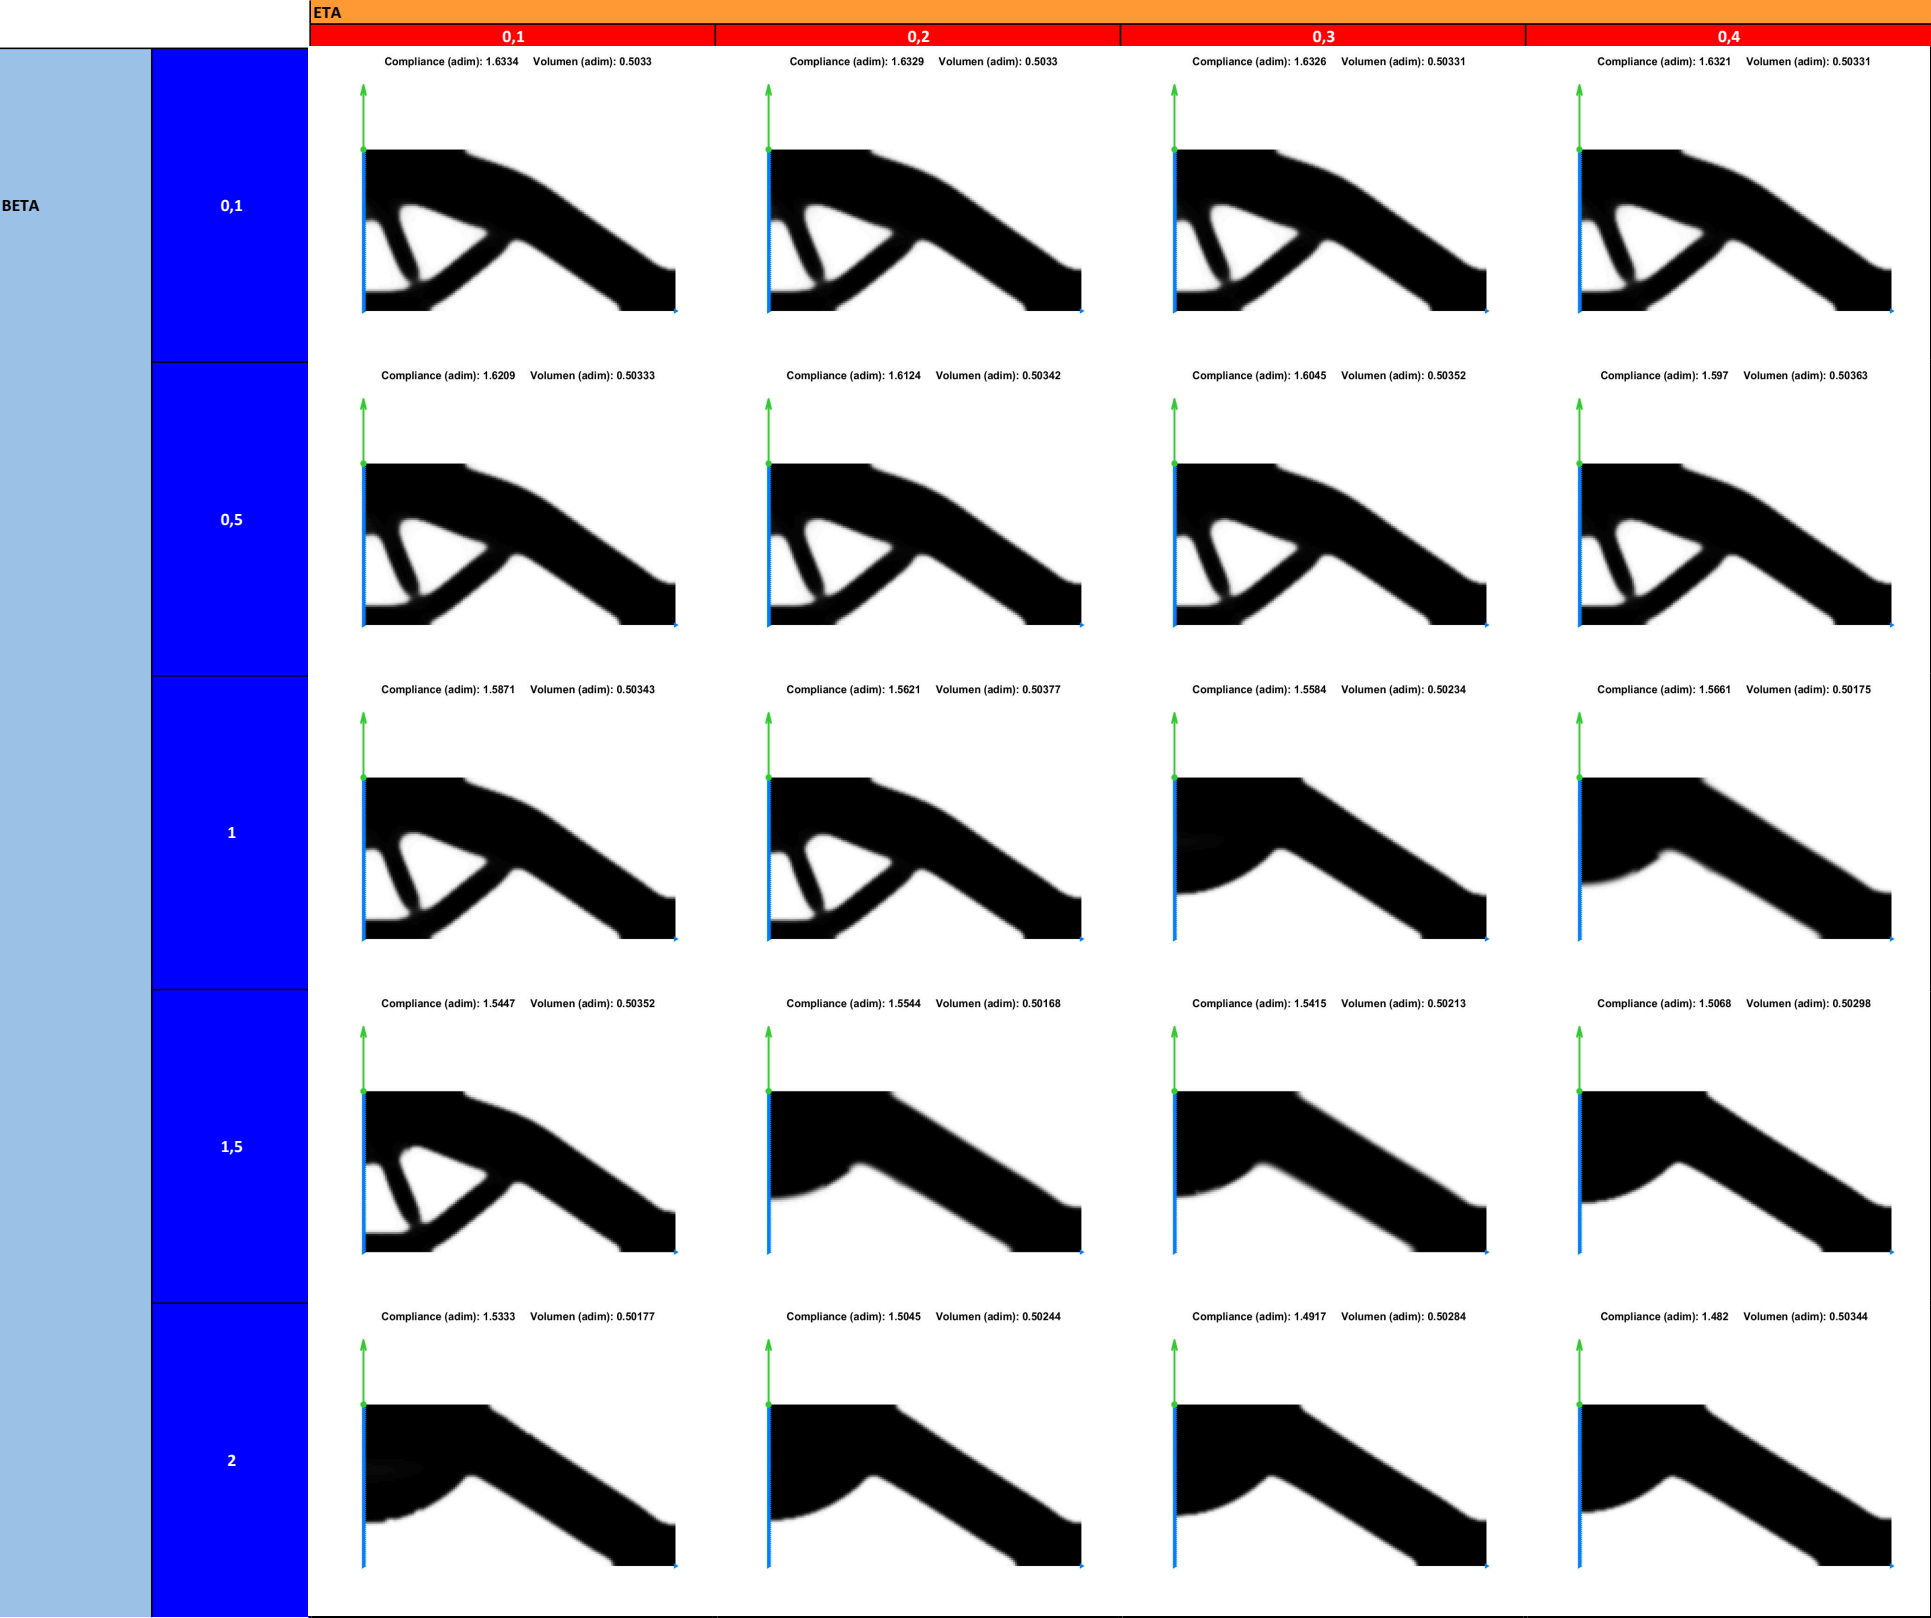 ETA
0,1 0,2 0,3 0,4
Compliance (adim): 1.6334 Volumen (adim): 0.5033 Compliance (adim): 1.6329 Volumen (adim): 0.5033 Compliance (adim): 1.6326 Volumen (adim): 0.50331 Compliance (adim): 1.6321 Volumen (adim): 0.50331
BETA 0,1
Compliance (adim): 1.6209 Volumen (adim): 0.50333 Compliance (adim): 1.6124 Volumen (adim): 0.50342 Compliance (adim): 1.6045 Volumen (adim): 0.50352 Compliance (adim): 1.597 Volumen (adim): 0.50363
0,5
Compliance (adim): 1.5871 Volumen (adim): 0.50343 Compliance (adim): 1.5621 Volumen (adim): 0.50377 Compliance (adim): 1.5584 Volumen (adim): 0.50234 Compliance (adim): 1.5661 Volumen (adim): 0.50175
1
Compliance (adim): 1.5447 Volumen (adim): 0.50352 Compliance (adim): 1.5544 Volumen (adim): 0.50168 Compliance (adim): 1.5415 Volumen (adim): 0.50213 Compliance (adim): 1.5068 Volumen (adim): 0.50298
1,5
Compliance (adim): 1.5333 Volumen (adim): 0.50177 Compliance (adim): 1.5045 Volumen (adim): 0.50244 Compliance (adim): 1.4917 Volumen (adim): 0.50284 Compliance (adim): 1.482 Volumen (adim): 0.50344
2